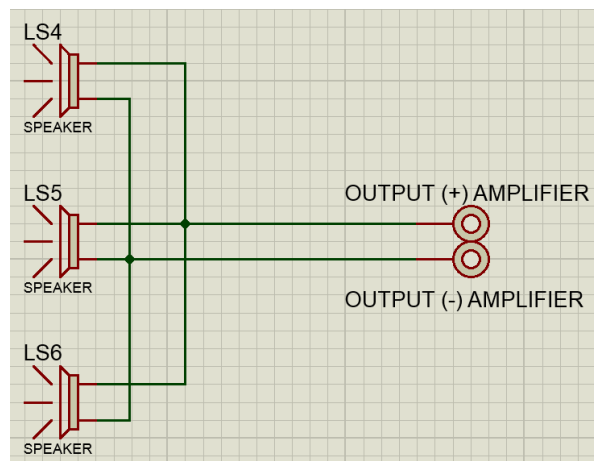 LS4
SPEAKER
LS5
OUTPUT (+) AMPLIFIER
SPEAKER
OUTPUT (-) AMPLIFIER
LS6
SPEAKER